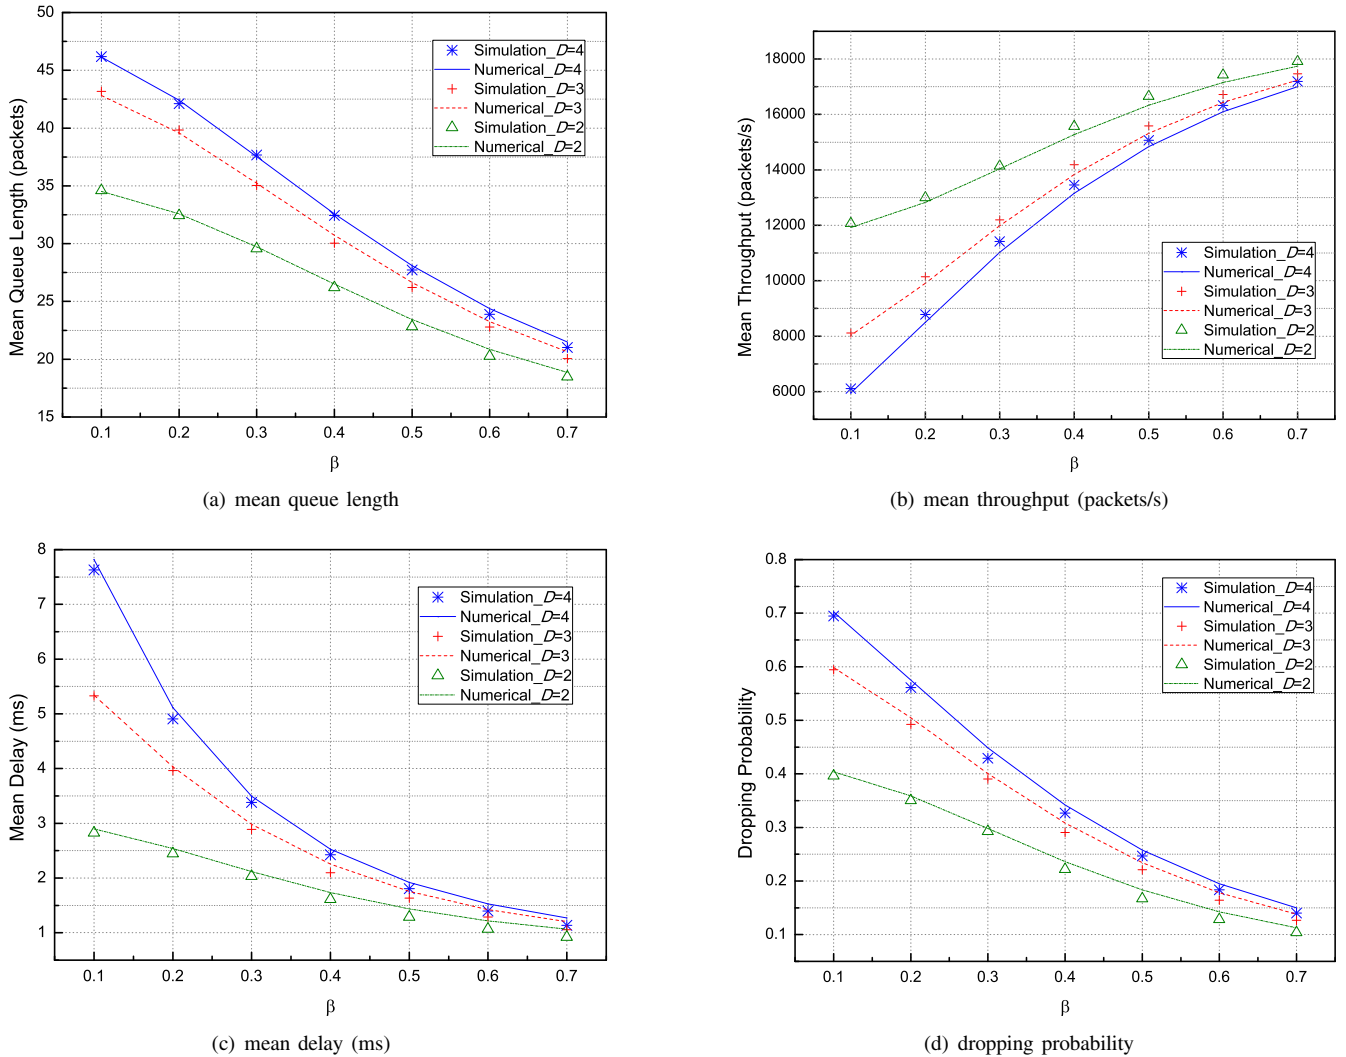 50
45
40
35
30
25
20
15
Mean Queue Length (packets)
Simulation_D=4
Numerical_D=4
Simulation_D=3
Numerical_D=3
Simulation_D=2
Numerical_D=2
0.1 0.2 0.3 0.4 0.5 0.6 0.7
β
(a) mean queue length
18000
16000
14000
12000
10000
8000
6000
Mean Throughput (packets/s)
Simulation_D=4
Numerical_D=4
Simulation_D=3
Numerical_D=3
Simulation_D=2
Numerical_D=2
0.1 0.2 0.3 0.4 0.5 0.6 0.7
β
(b) mean throughput (packets/s)
8
7
6
5
4
3
2
1
Mean Delay (ms)
Simulation_D=4
Numerical_D=4
Simulation_D=3
Numerical_D=3
Simulation_D=2
Numerical_D=2
0.1 0.2 0.3 0.4 0.5 0.6 0.7
β
(c) mean delay (ms)
0.8
0.7
0.6
0.5
0.4
0.3
0.2
0.1
Dropping Probability
Simulation_D=4
Numerical_D=4
Simulation_D=3
Numerical_D=3
Simulation_D=2
Numerical_D=2
0.1 0.2 0.3 0.4 0.5 0.6 0.7
β
(d) dropping probability